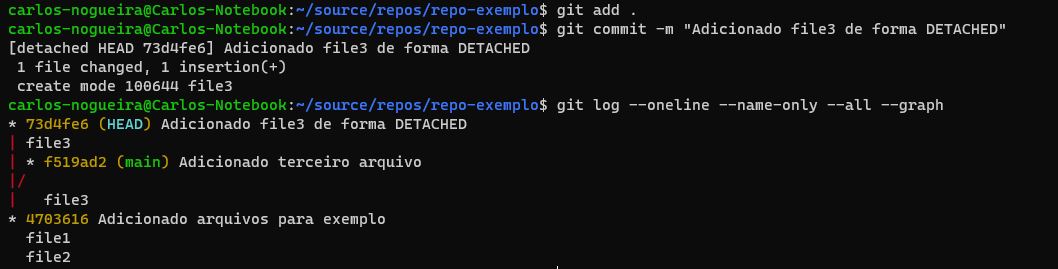 carlos-nogueira@Carlos-Notebook:~/source/repos/repo-exemplo$ git add .
carlos-nogueira@Carlos-Notebook:~/source/repos/repo-exemplo$ git commit -m "Adicionado file3 de forma DETACHED"
[detached HEAD 73d4fe6] Adicionado file3 de forma DETACHED
 1 file changed, 1 insertion(+)
 create mode 100644 file3
carlos-nogueira@Carlos-Notebook:~/source/repos/repo-exemplo$ git log --oneline --name-only --all --graph
* 73d4fe6 (HEAD) Adicionado file3 de forma DETACHED
| file3
| * f519ad2 (main) Adicionado terceiro arquivo
|/
|   file3
* 4703616 Adicionado arquivos para exemplo
  file1
  file2